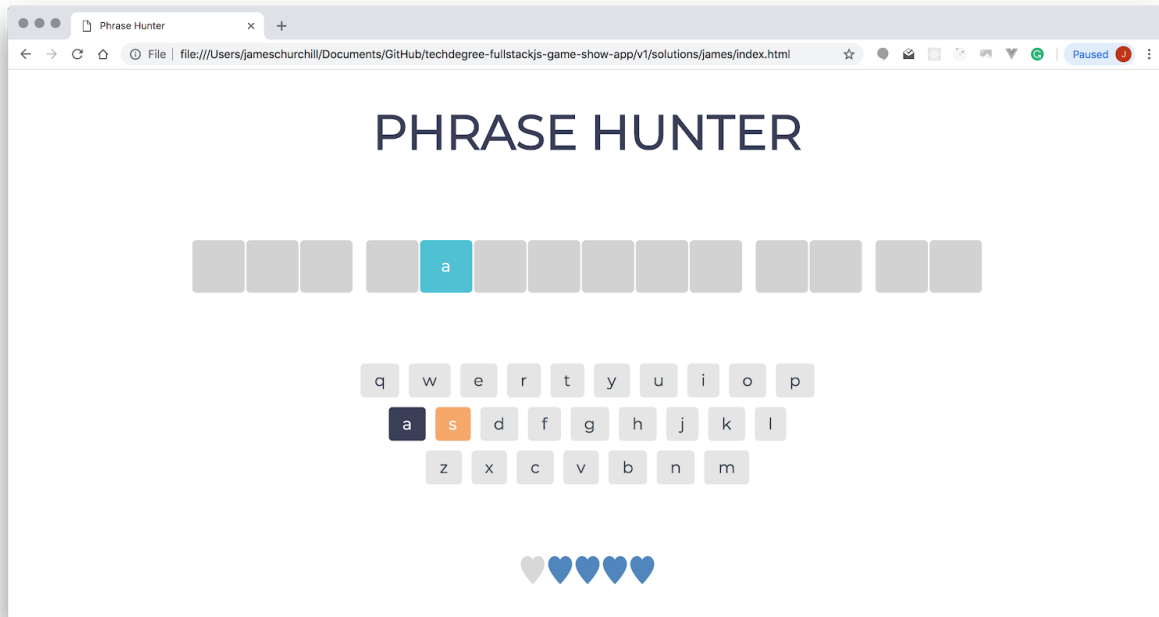 Phrase Hunter
File file:///Users/jameschurchill/Documents/GitHub/techdegree-fullstackjs-game-show-app/v1/solutions/james/index.html Paused J
PHRASE HUNTER
a
q w e r t y u i o p
a s d f g h j k l
z x c v b n m